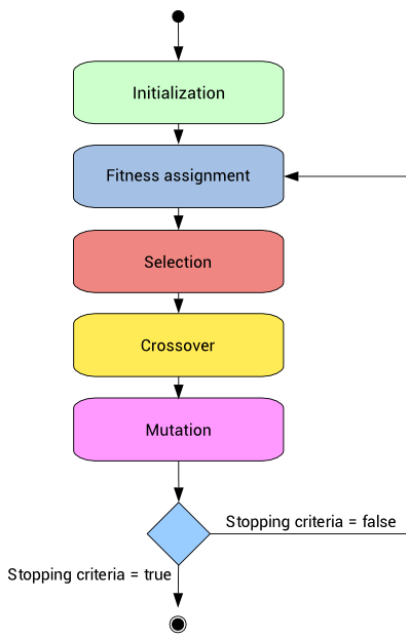 Initialization
Fitness assignment
Selection
Crossover
Mutation
Stopping criteria = false
Stopping criteria = true